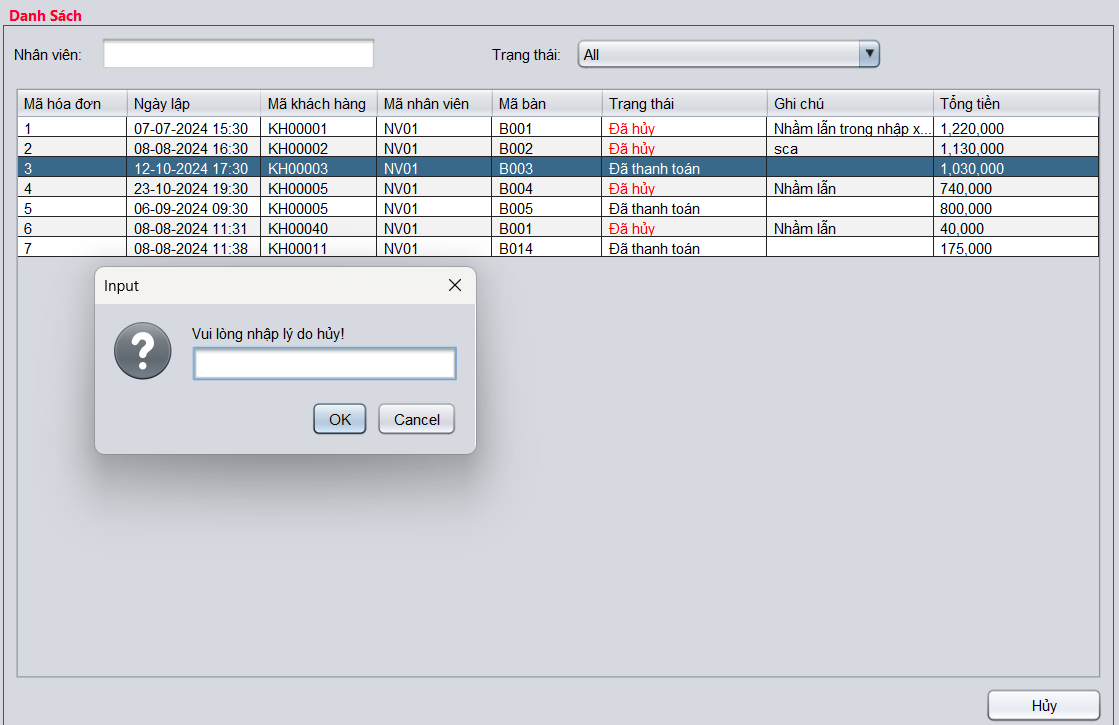 Danh Sách
Nhân viên: Trạng thái: All
Mã hóa đơn Ngày lập Mã khách hàng Mã nhân viên Mã bàn Trạng thái Ghi chú Tổng tiền
1 07-07-2024 15:30 KH00001 NV01 B001 Đã hủy Nhầm lẫn trong nhập x... 1,220,000
2 08-08-2024 16:30 KH00002 NV01 B002 Đã hủy sca 1,130,000
3 12-10-2024 17:30 KH00003 NV01 B003 Đã thanh toán 1,030,000
4 23-10-2024 19:30 KH00005 NV01 B004 Đã hủy Nhầm lẫn 740,000
5 06-09-2024 09:30 KH00005 NV01 B005 Đã thanh toán 800,000
6 08-08-2024 11:31 KH00040 NV01 B001 Đã hủy Nhầm lẫn 40,000
7 08-08-2024 11:38 KH00011 NV01 B014 Đã thanh toán 175,000
Input
Vui lòng nhập lý do hủy!
OK Cancel
Hủy